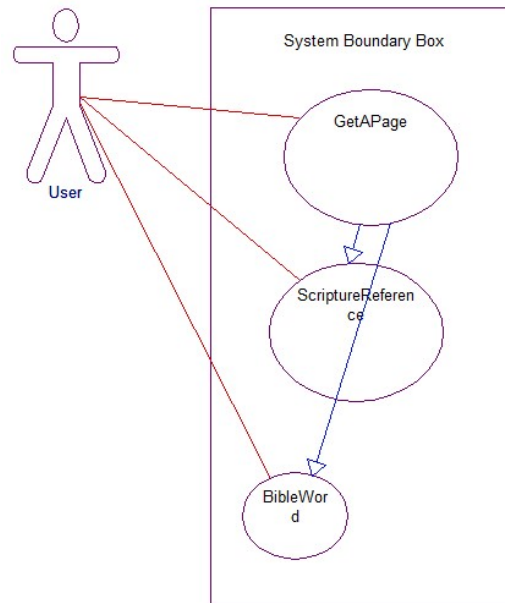 System Boundary Box
GetAPage
User
ScriptureReferen
ce
BibleWor
d